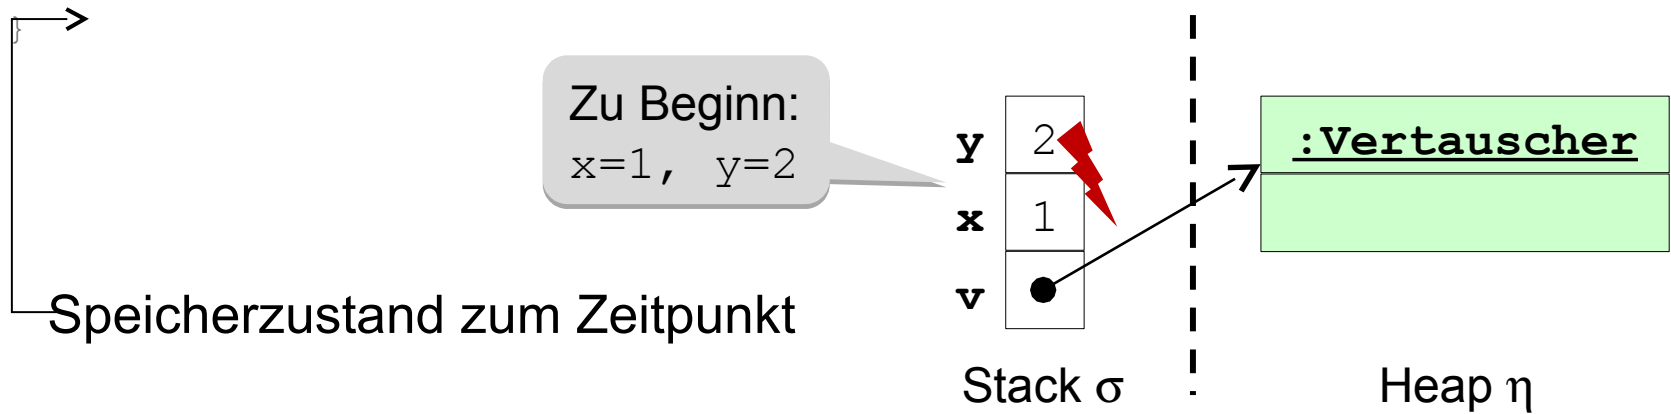 }
Zu Beginn:
x=1, y=2
y 2
x 1
v
:Vertauscher
Speicherzustand zum Zeitpunkt
Stack σ
Heap η